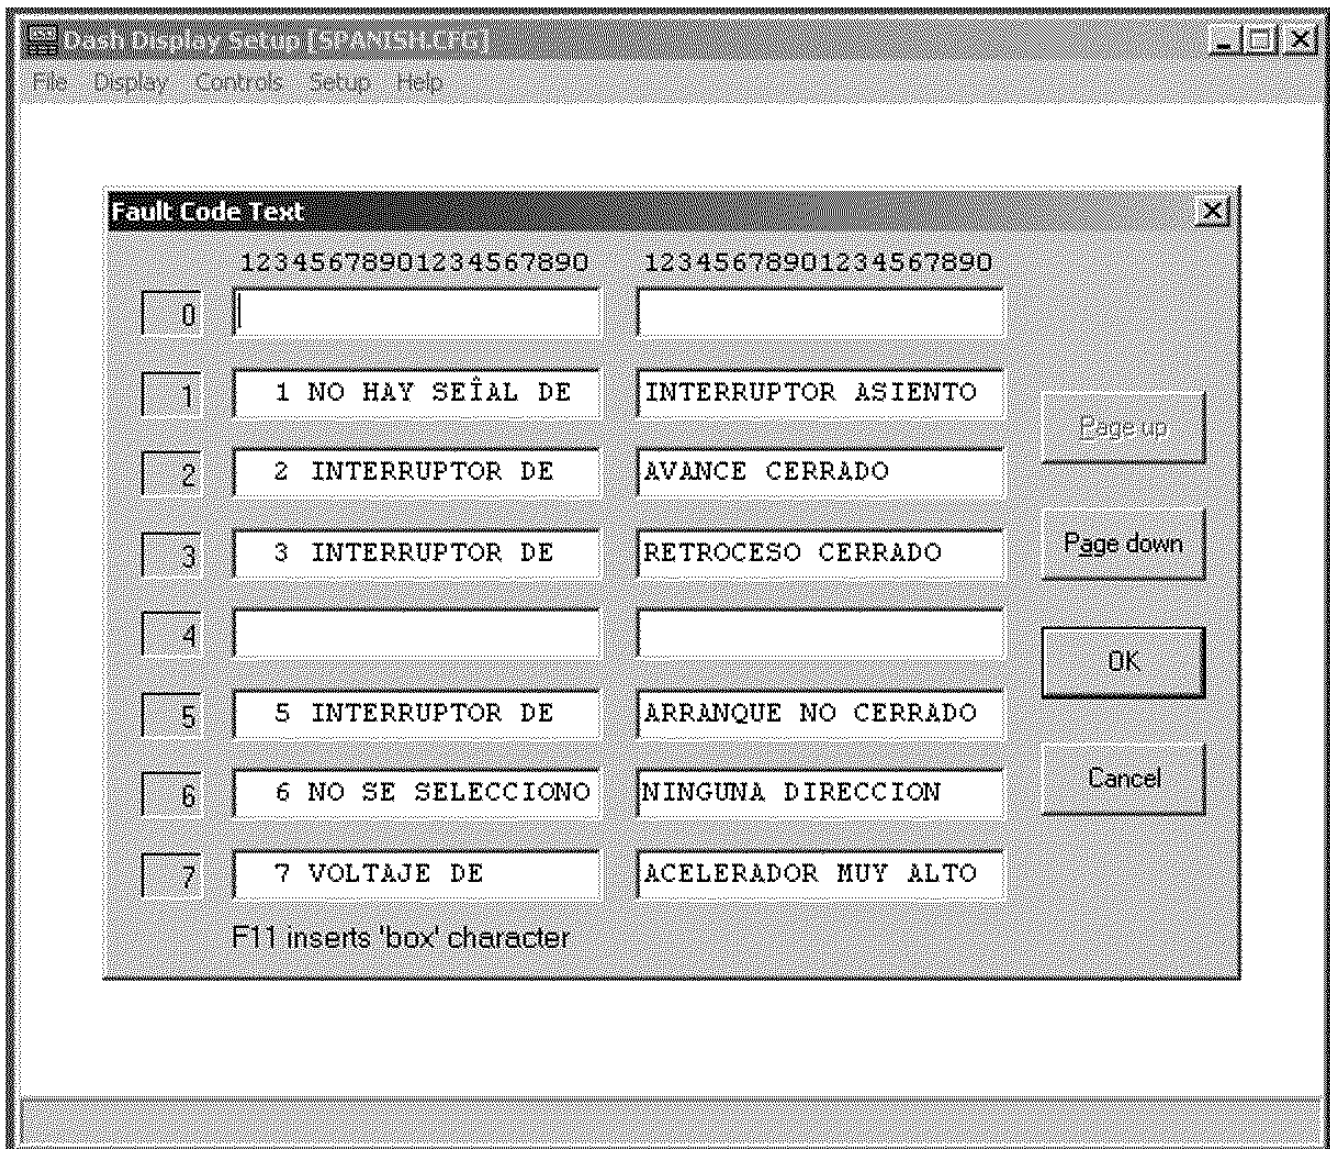 Dash Display Setup [SPANISH.CFG]
File Display Controls Setup Help
Fault Code Text
12345678901234567890 12345678901234567890
0
1 1 NO HAY SEÎAL DE INTERRUPTOR ASIENTO
Page up
2 2 INTERRUPTOR DE AVANCE CERRADO
3 3 INTERRUPTOR DE RETROCESO CERRADO
Page down
4
OK
5 5 INTERRUPTOR DE ARRANQUE NO CERRADO
6 6 NO SE SELECCIONO NINGUNA DIRECCION
Cancel
7 7 VOLTAJE DE ACELERADOR MUY ALTO
F11 inserts 'box' character